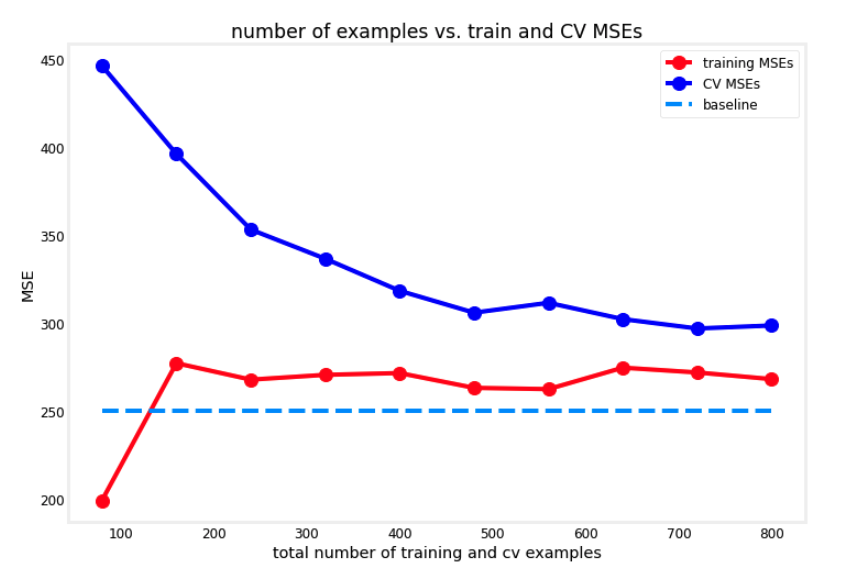 number of examples vs. train and CV MSEs
training MSEs
CV MSEs
baseline
450
400
350
300
250
200
MSE
100 200 300 400 500 600 700 800
total number of training and cv examples